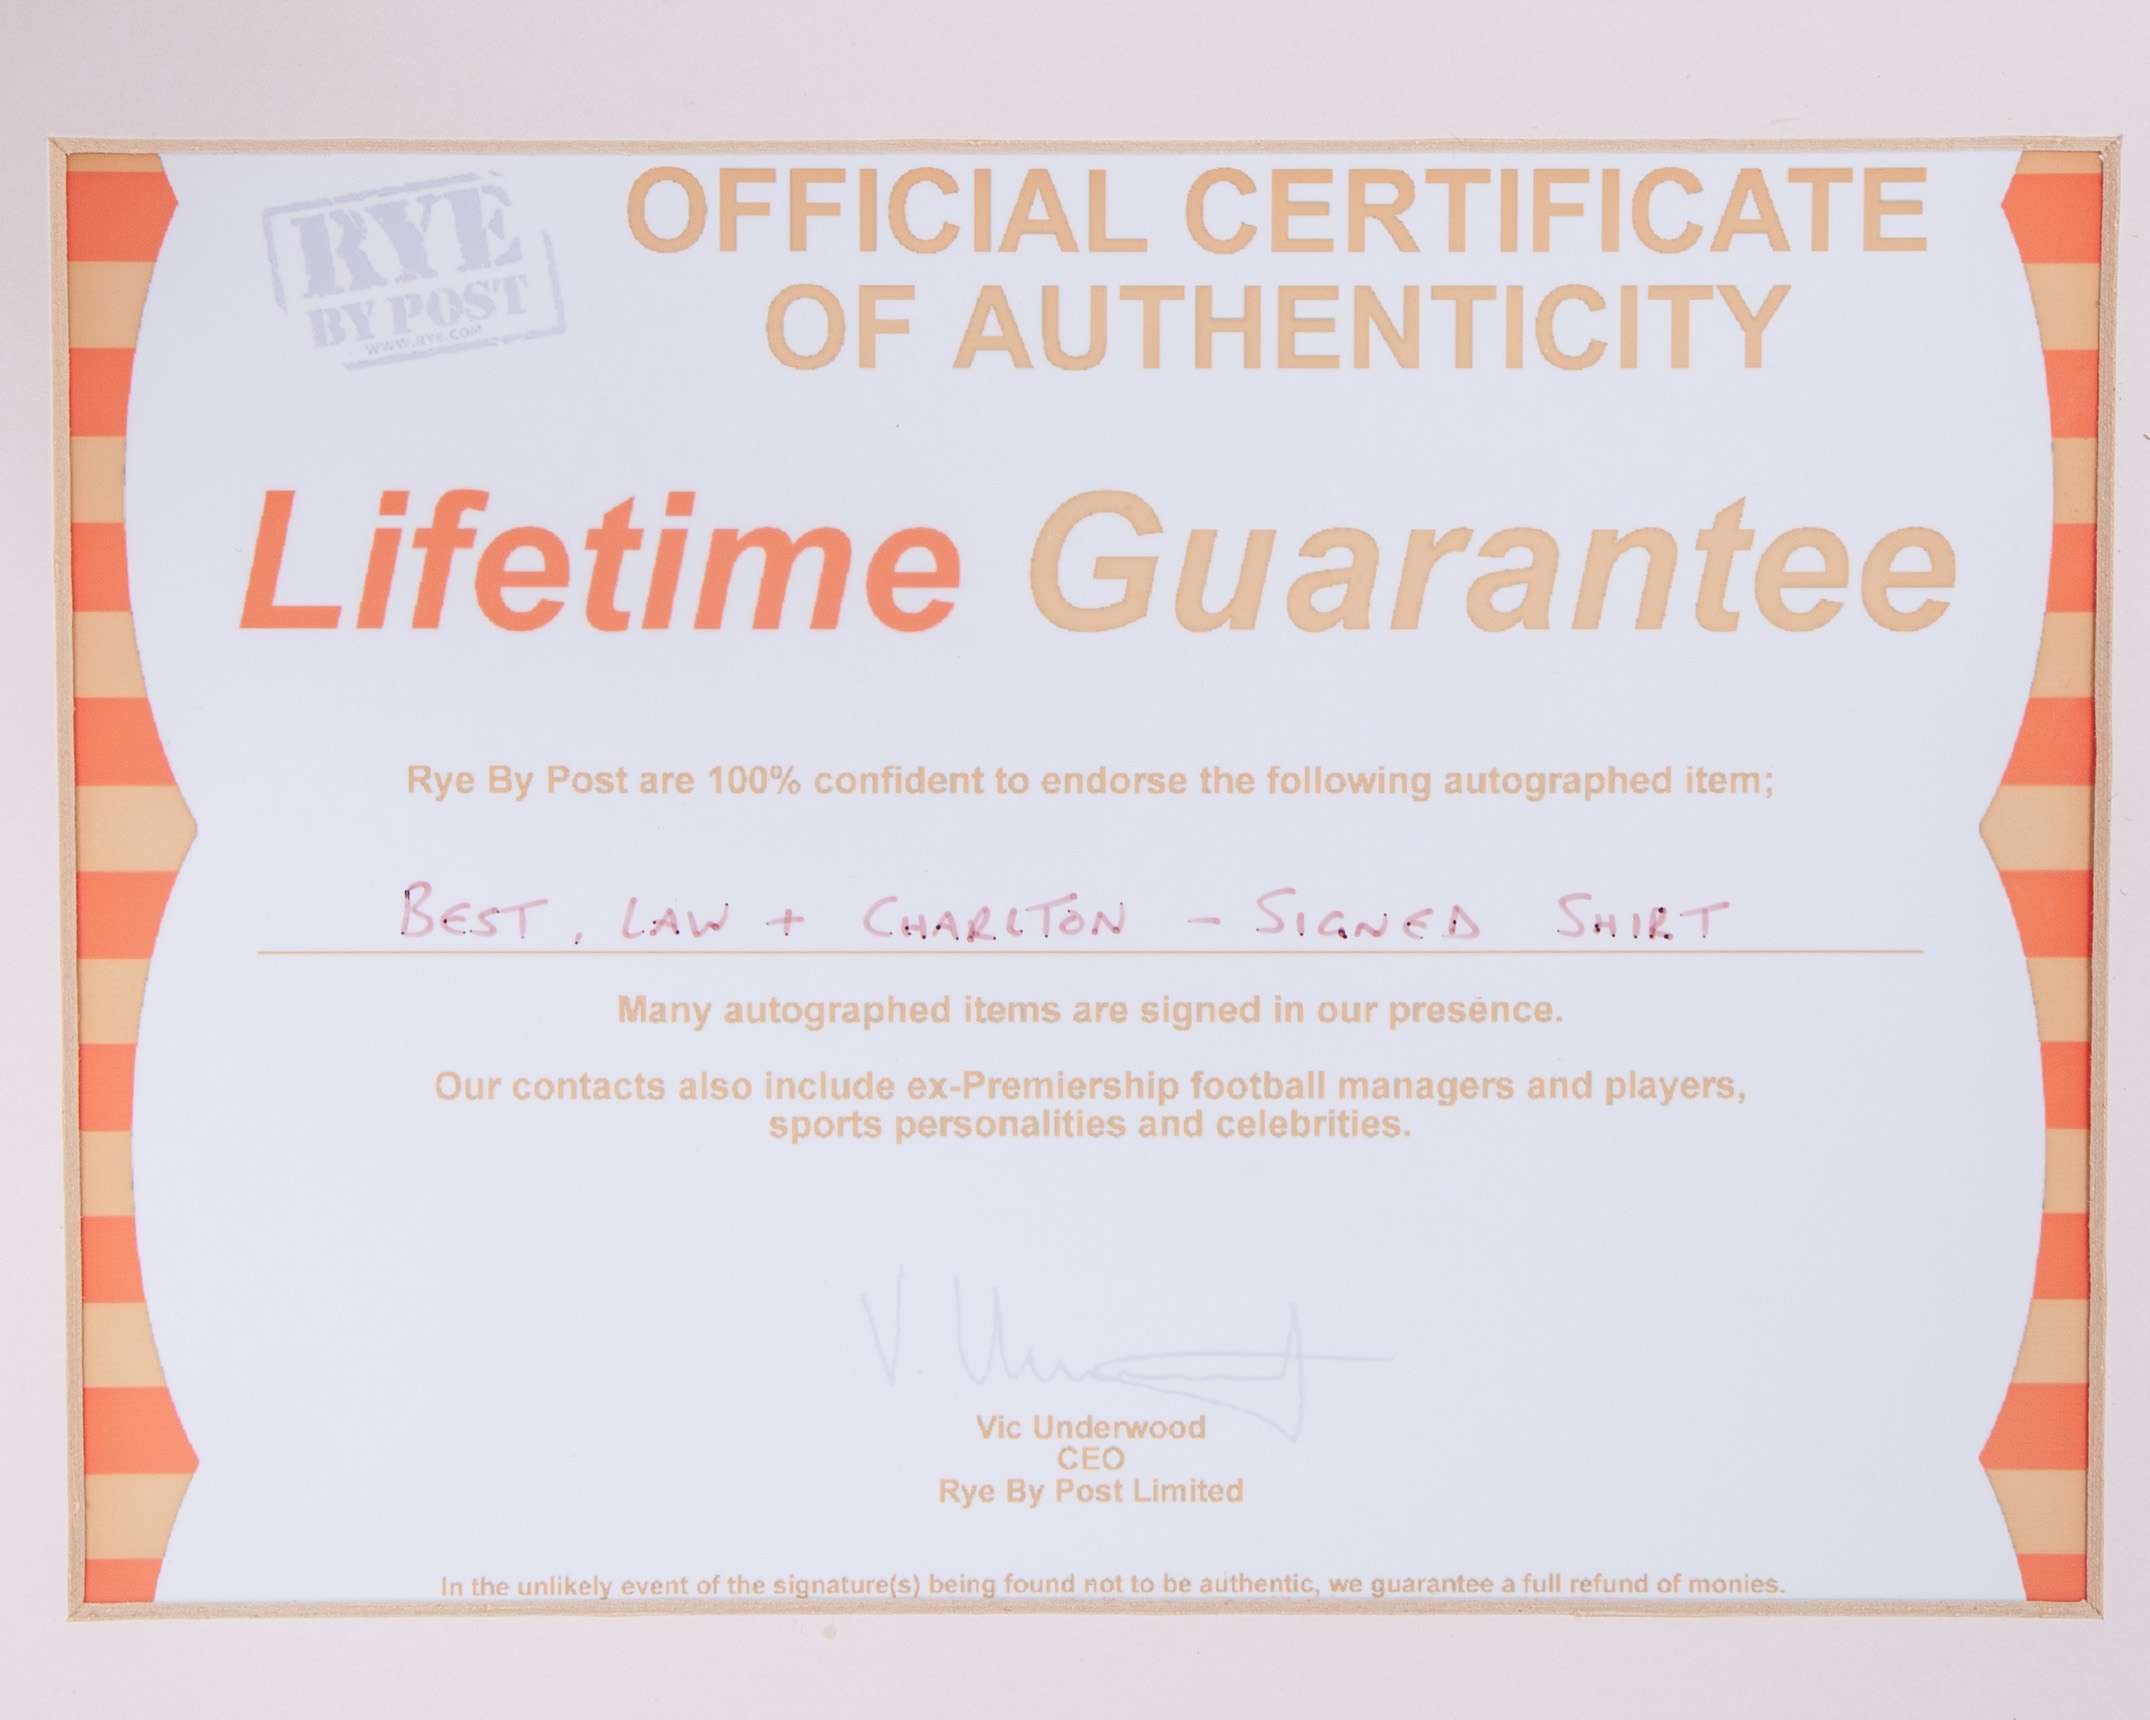 RYE
BY POST
WWW.RYE.COM
OFFICIAL CERTIFICATE
OF AUTHENTICITY
Lifetime Guarantee
Rye By Post are 100% confident to endorse the following autographed item;
BEST, LAW + CHARLTON - SIGNED SHIRT
Many autographed items are signed in our presence.
Our contacts also include ex-Premiership football managers and players,
sports personalities and celebrities.
Vic Underwood
CEO
Rye By Post Limited
In the unlikely event of the signature(s) being found not to be authentic, we guarantee a full refund of monies.